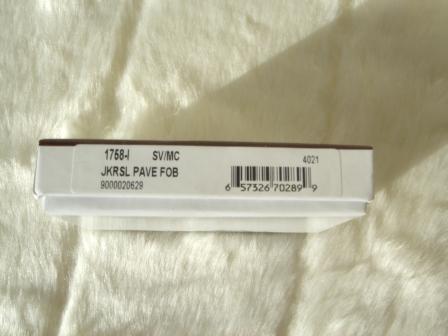 1758-I SV/MC 4021
JKRSL PAVE FOB
9000020629
6 57326 70289 9